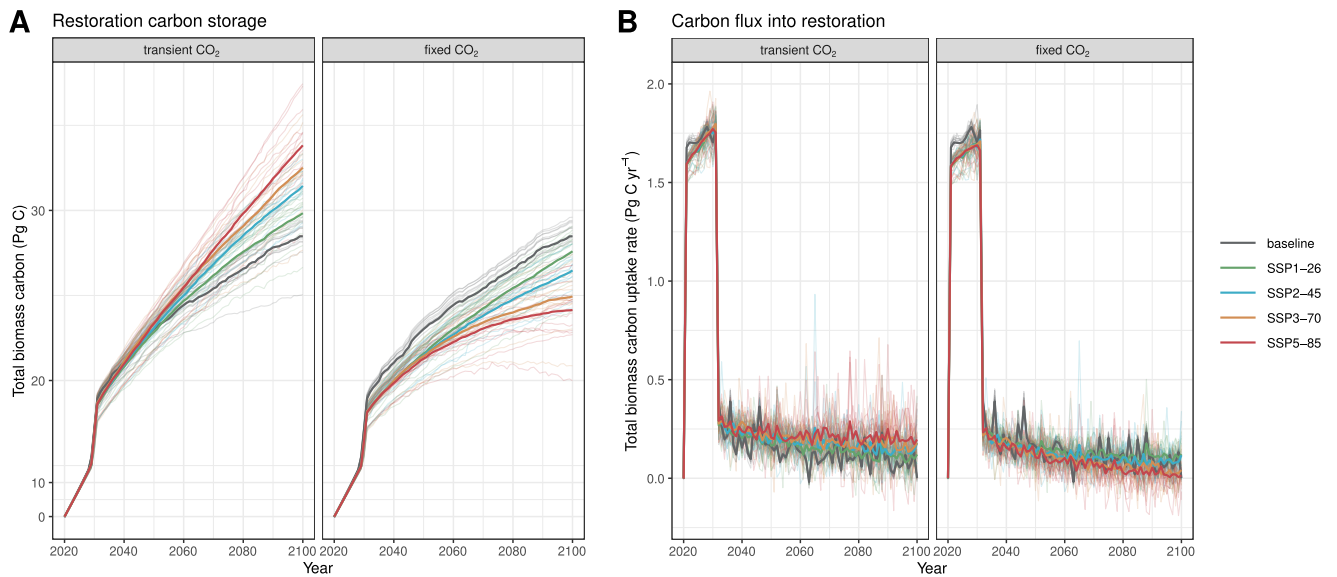 A
Restoration carbon storage
transient CO₂
fixed CO₂
Total biomass carbon (Pg C)
30
20
10
0
2020 2040 2060 2080 2100
2020 2040 2060 2080 2100
Year
B
Carbon flux into restoration
transient CO₂
fixed CO₂
Total biomass carbon uptake rate (Pg C yr⁻¹)
2.0
1.5
1.0
0.5
0.0
2020 2040 2060 2080 2100
2020 2040 2060 2080 2100
Year
baseline
SSP1−26
SSP2−45
SSP3−70
SSP5−85